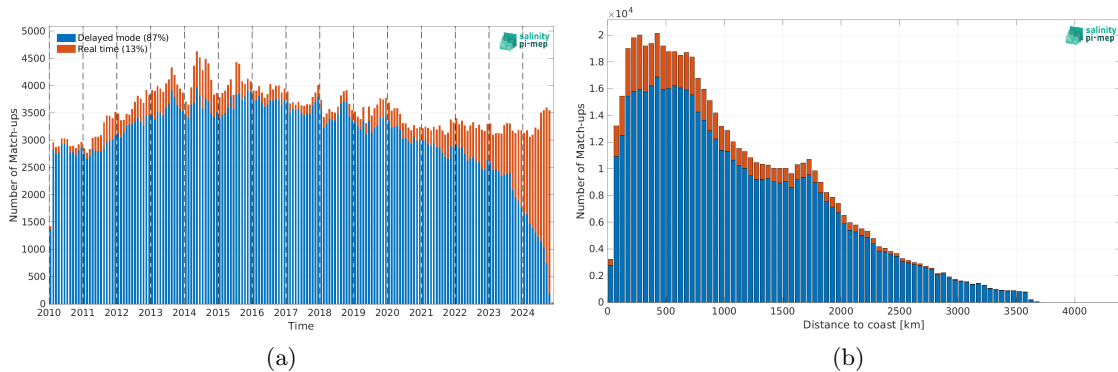 Delayed mode (87%)
Real time (13%)
salinity
pi-mep
Number of Match-ups
5000
4500
4000
3500
3000
2500
2000
1500
1000
500
0
2010 2011 2012 2013 2014 2015 2016 2017 2018 2019 2020 2021 2022 2023 2024
Time
(a)
×10⁴
salinity
pi-mep
Number of Match-ups
2
1.8
1.6
1.4
1.2
1
0.8
0.6
0.4
0.2
0
0 500 1000 1500 2000 2500 3000 3500 4000
Distance to coast [km]
(b)